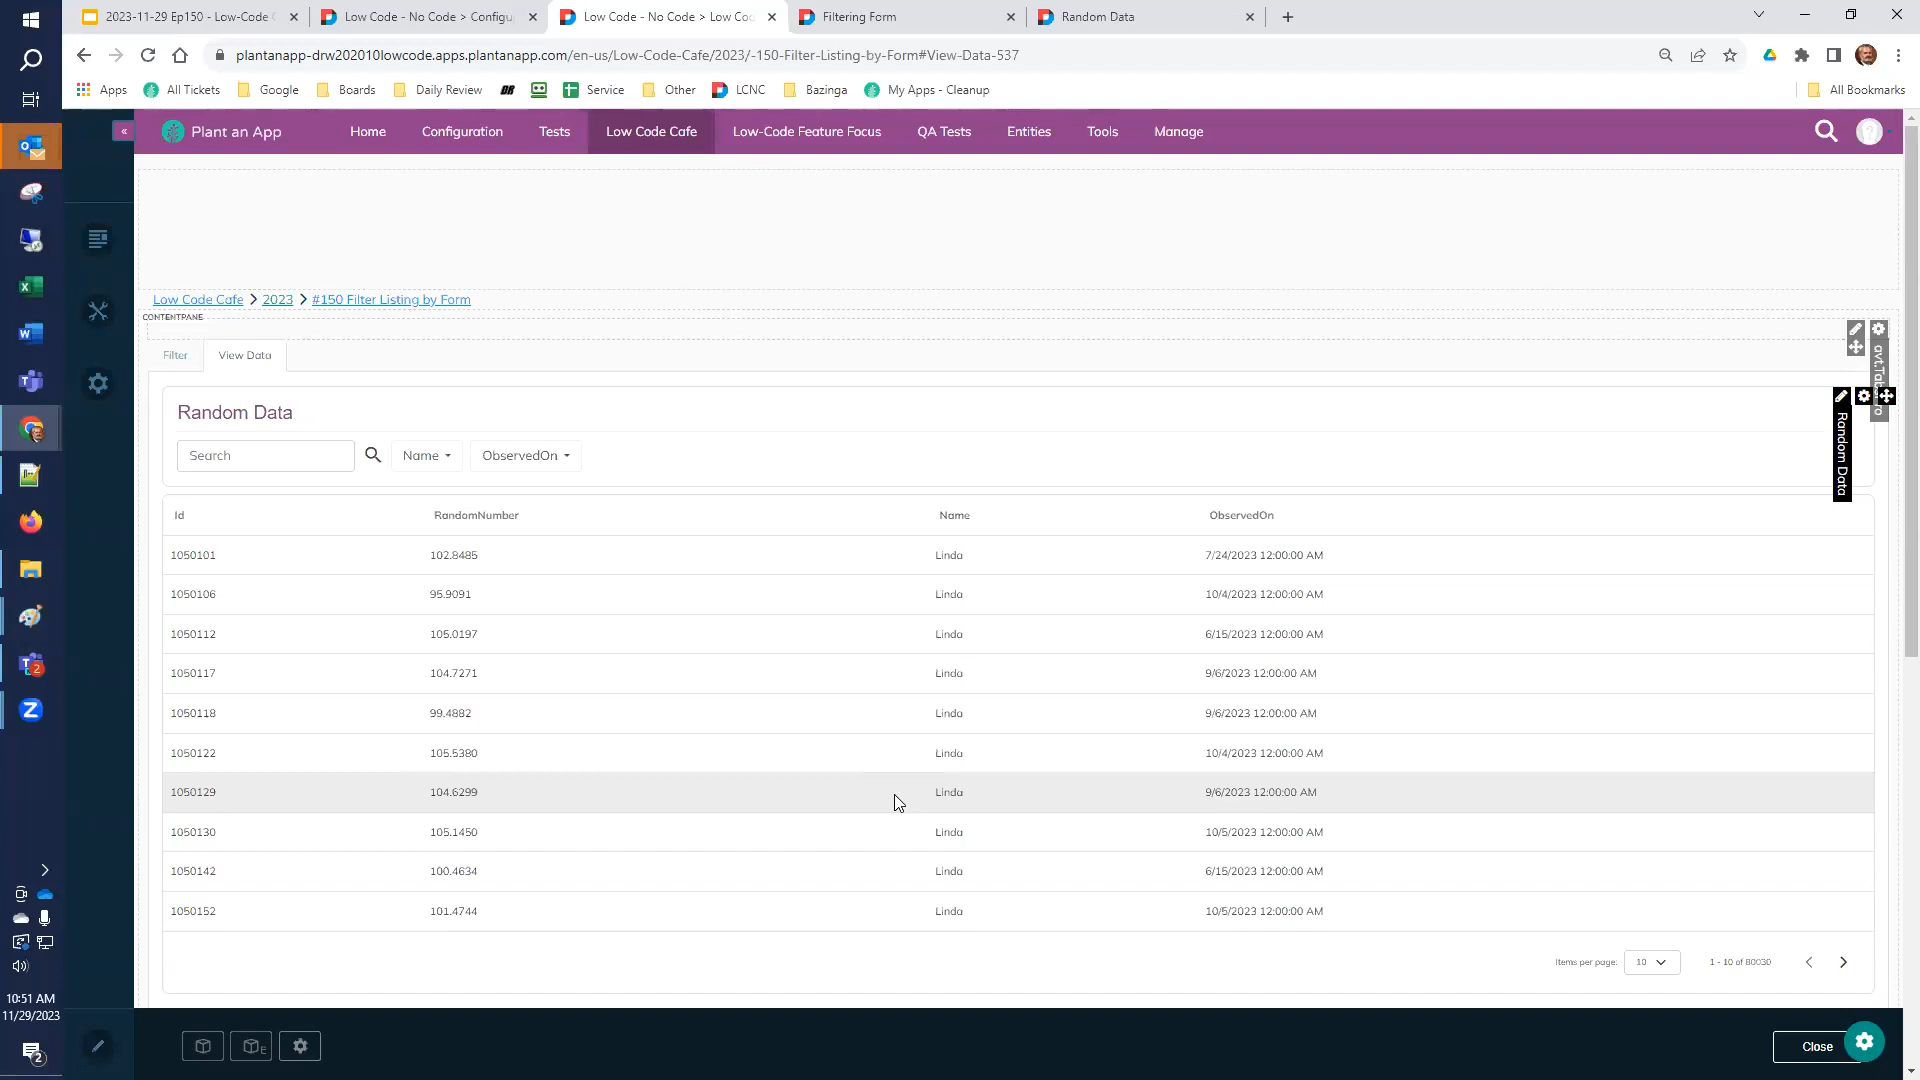 2023-11-29 Ep150 - Low-Code
Low Code - No Code > Configu
Low Code - No Code > Low Co
Filtering Form
Random Data
plantanapp-drw202010lowcode.apps.plantanapp.com/en-us/Low-Code-Cafe/2023/-150-Filter-Listing-by-Form#View-Data-537
Apps
All Tickets
Google
Boards
Daily Review
Service
Other
LCNC
Bazinga
My Apps - Cleanup
All Bookmarks
Plant an App
Home
Configuration
Tests
Low Code Cafe
Low-Code Feature Focus
QA Tests
Entities
Tools
Manage
Low Code Cafe > 2023 > #150 Filter Listing by Form
CONTENTPANE
Filter
View Data
Random Data
Search
Name
ObservedOn
Random Data
Id RandomNumber Name ObservedOn
1050101 102.8485 Linda 7/24/2023 12:00:00 AM
1050106 95.9091 Linda 10/4/2023 12:00:00 AM
1050112 105.0197 Linda 6/15/2023 12:00:00 AM
1050117 104.7271 Linda 9/6/2023 12:00:00 AM
1050118 99.4882 Linda 9/6/2023 12:00:00 AM
1050122 105.5380 Linda 10/4/2023 12:00:00 AM
1050129 104.6299 Linda 9/6/2023 12:00:00 AM
1050130 105.1450 Linda 10/5/2023 12:00:00 AM
1050142 100.4634 Linda 6/15/2023 12:00:00 AM
1050152 101.4744 Linda 10/5/2023 12:00:00 AM
Items per page: 10 1 - 10 of 80030
10:51 AM
11/29/2023
2
Close